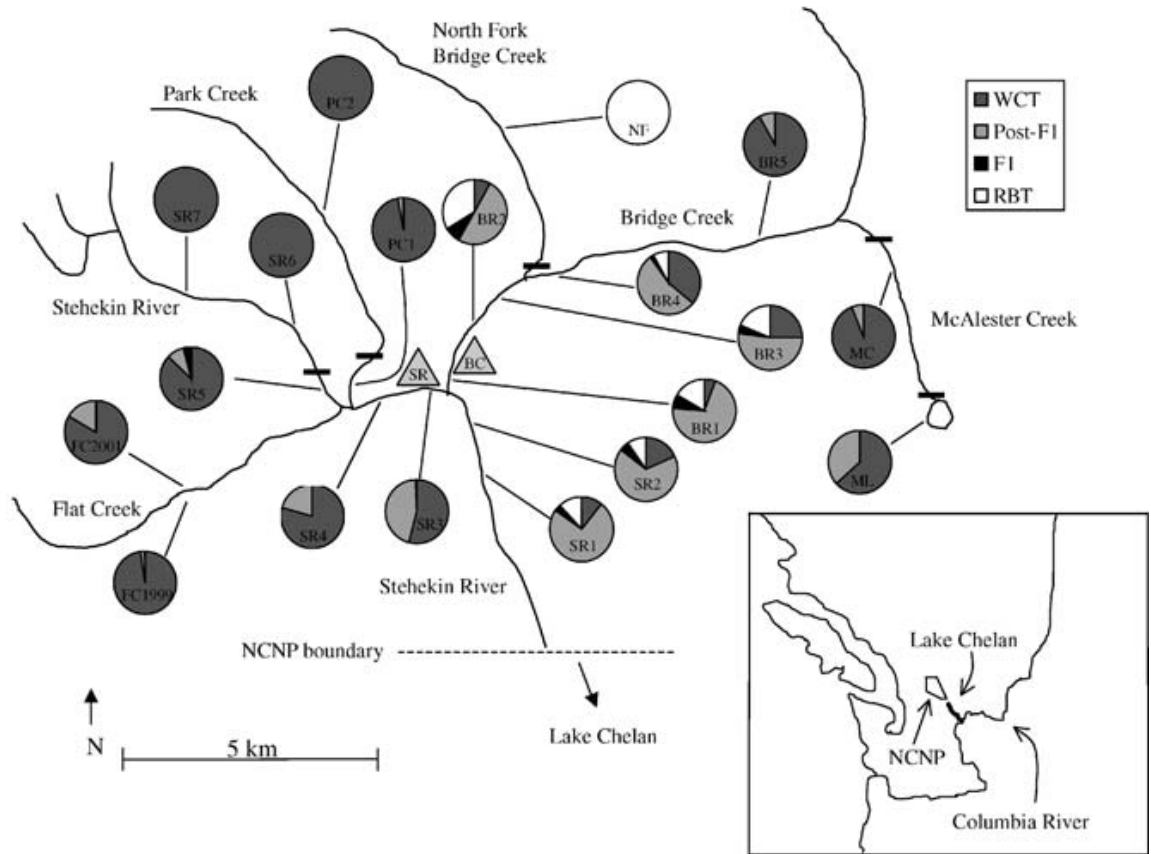 North Fork
Bridge Creek
Park Creek
PC2
NF
WCT
Post-F1
F1
RBT
BR5
SR7
SR6
PC1
BR2
Bridge Creek
Stehekin River
BR4
BR3
McAlester Creek
MC
SR
BC
SR5
BR1
FC2001
ML
SR2
Flat Creek
SR4
SR3
SR1
FC1999
Stehekin River
NCNP boundary
Lake Chelan
N
5 km
Lake Chelan
NCNP
Columbia River